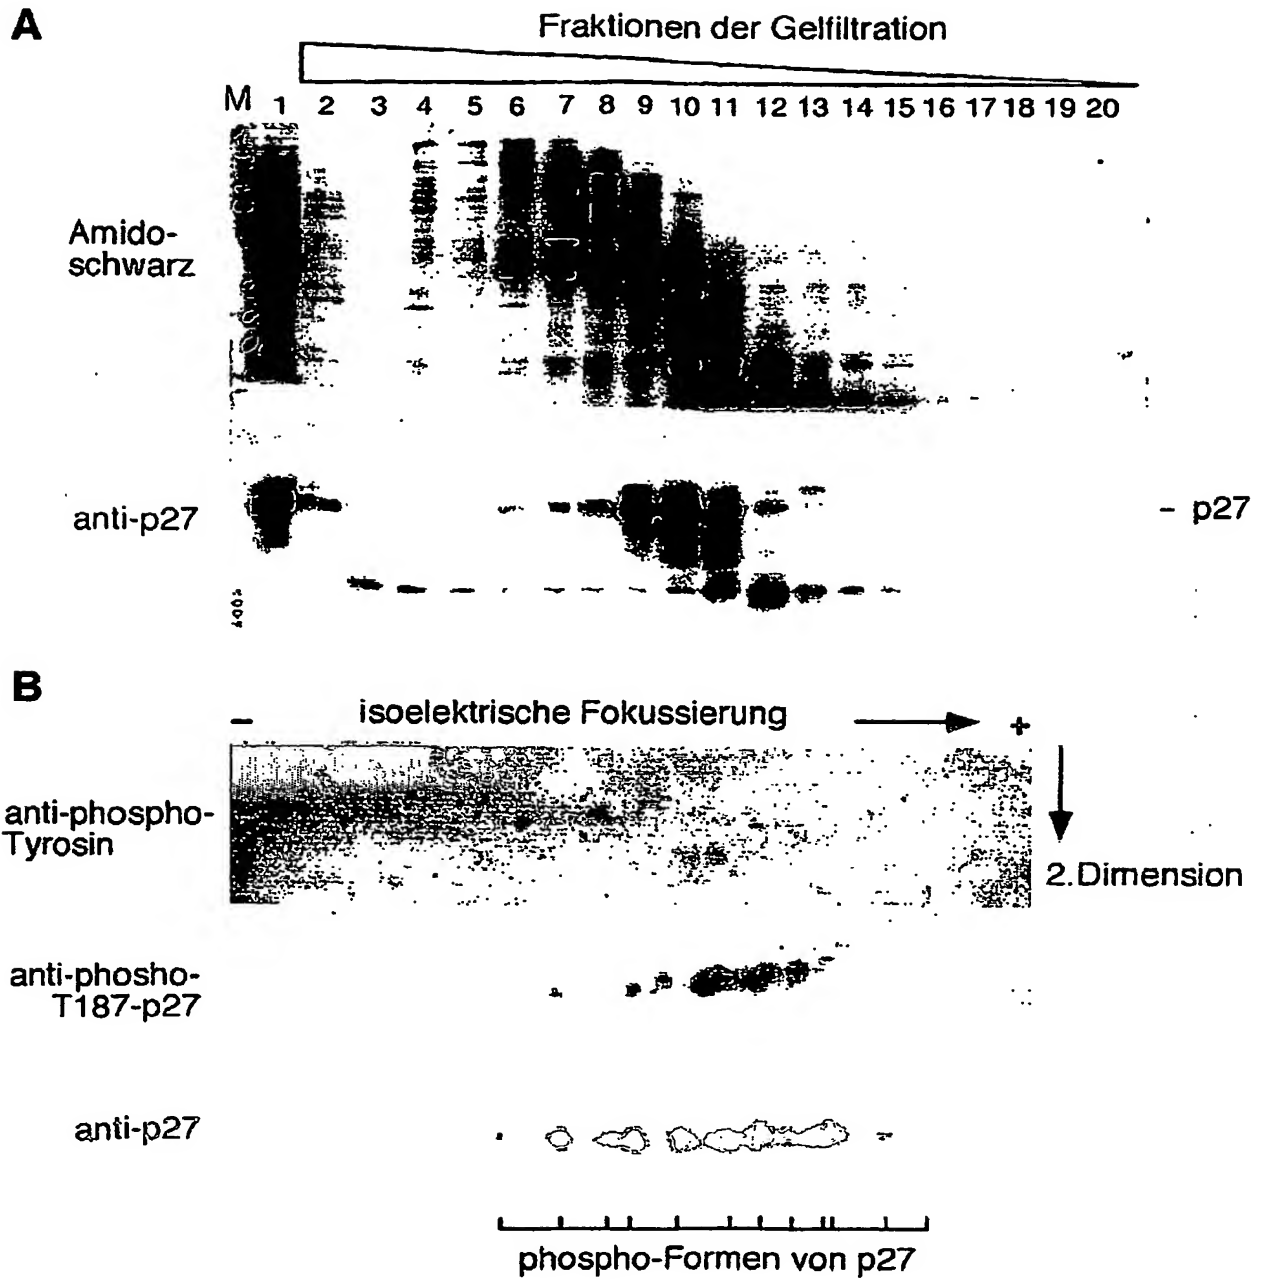 A
Fraktionen der Gelfiltration
M 1 2 3 4 5 6 7 8 9 10 11 12 13 14 15 16 17 18 19 20
Amido-
schwarz
anti-p27
– p27
B
– isoelektrische Fokussierung +
anti-phospho-
Tyrosin
2.Dimension
anti-phosho-
T187-p27
anti-p27
phospho-Formen von p27